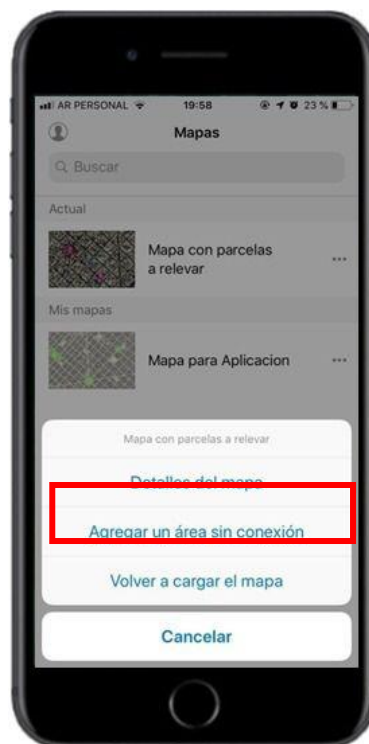 AR PERSONAL 19:58 23 %
Mapas
Buscar
Actual
Mapa con parcelas
a relevar
Mis mapas
Mapa para Aplicacion
Mapa con parcelas a relevar
Detalles del mapa
Agregar un área sin conexión
Volver a cargar el mapa
Cancelar